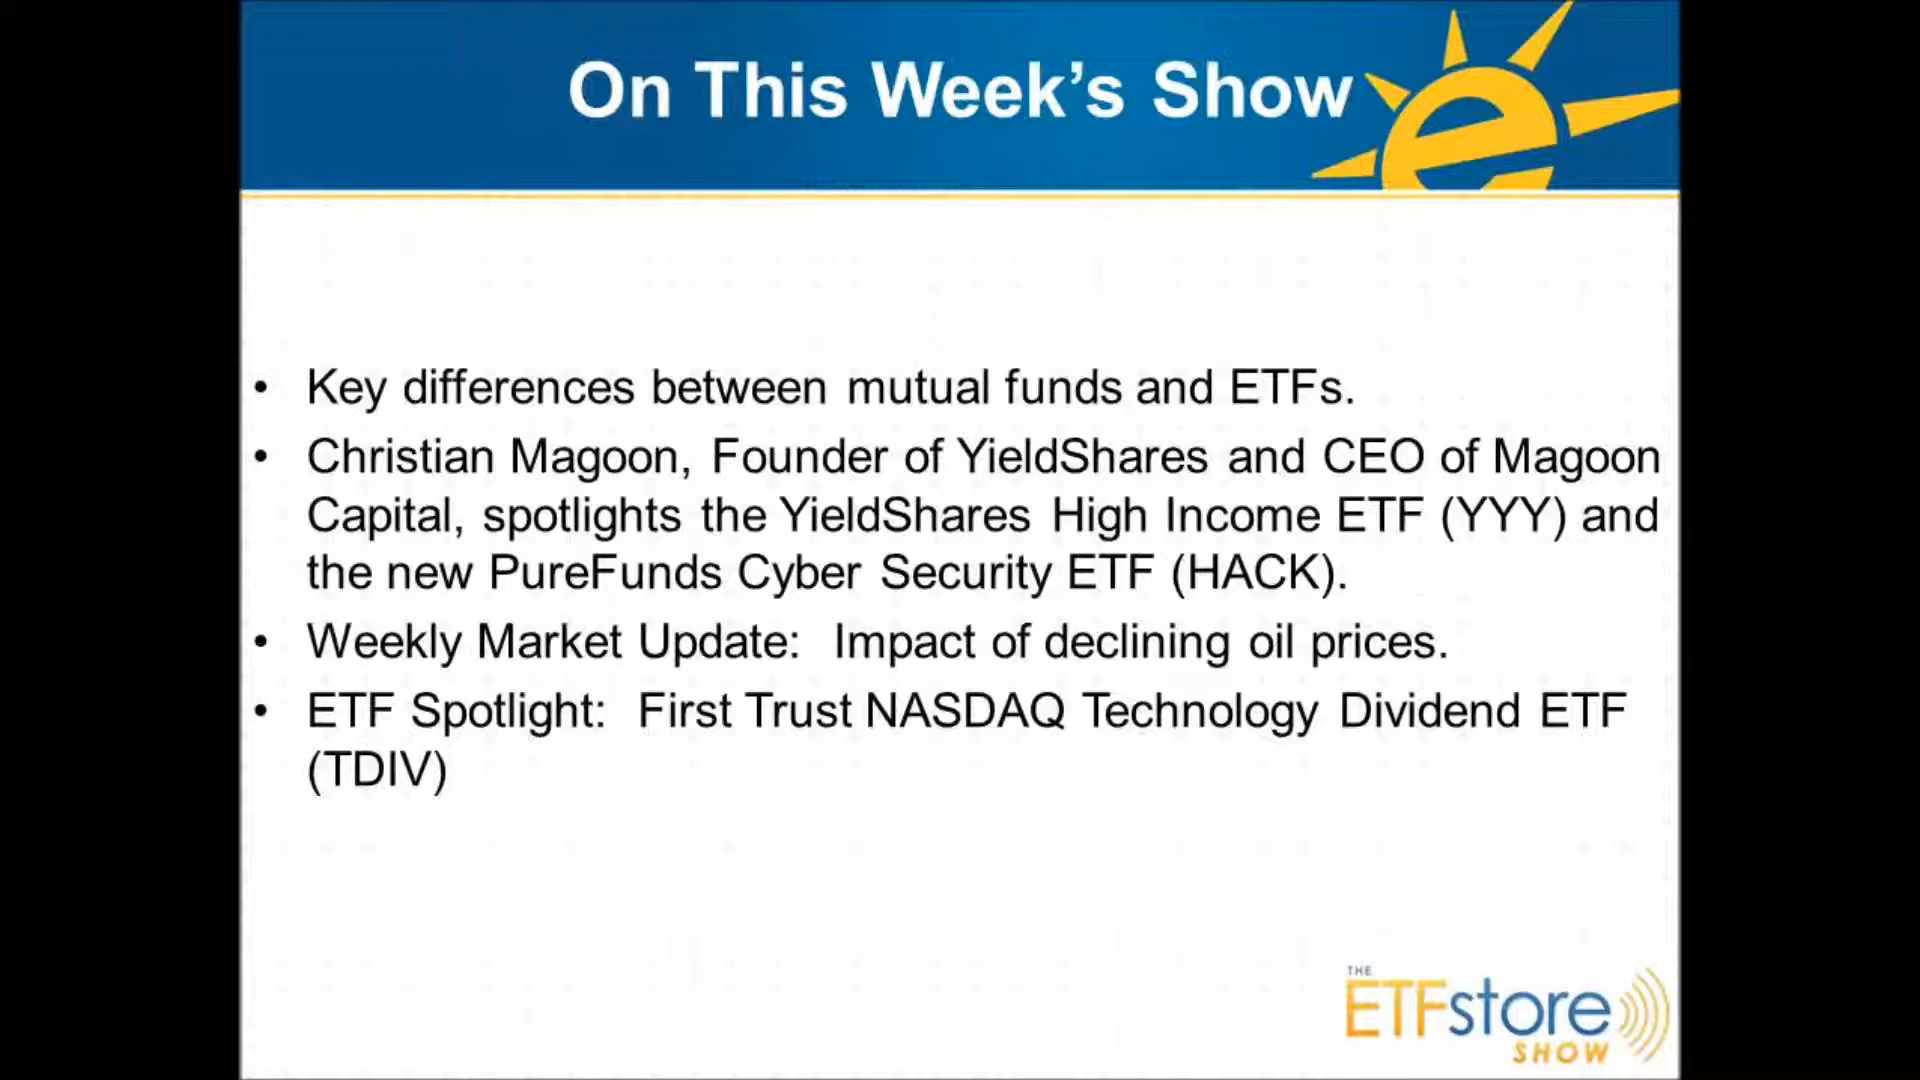 On This Week’s Show
• Key differences between mutual funds and ETFs.
• Christian Magoon, Founder of YieldShares and CEO of Magoon
Capital, spotlights the YieldShares High Income ETF (YYY) and
the new PureFunds Cyber Security ETF (HACK).
• Weekly Market Update:  Impact of declining oil prices.
• ETF Spotlight:  First Trust NASDAQ Technology Dividend ETF
(TDIV)
THE
ETFstore
SHOW